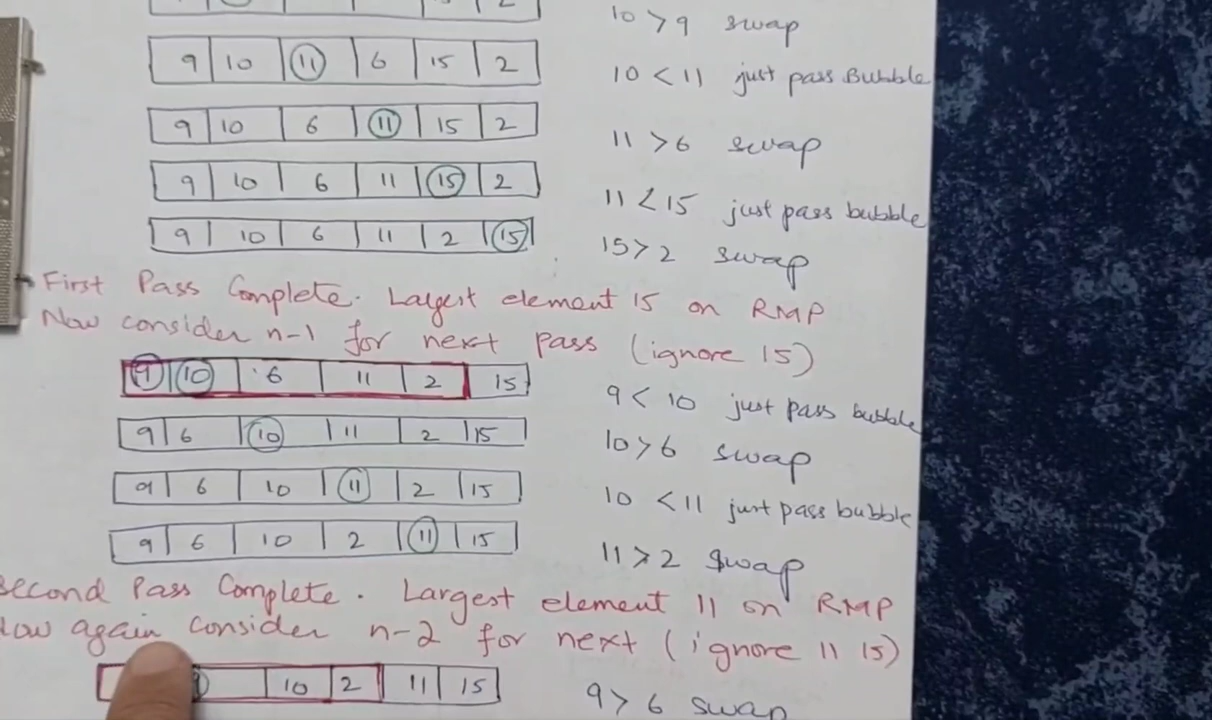 2
10 > 9 swap
9 10 11 6 15 2
10 < 11 just pass Bubble
9 10 6 11 15 2
11 > 6 swap
9 10 6 11 15 2
11 < 15 just pass bubble
9 10 6 11 2 15
15 > 2 swap
First Pass Complete. Largest element 15 on RMP
Now consider n-1 for next pass (ignore 15)
9 10 6 11 2 15
9 < 10 just pass bubble
9 6 10 11 2 15
10 > 6 swap
9 6 10 11 2 15
10 < 11 just pass bubble
9 6 10 2 11 15
11 > 2 swap
Second Pass Complete. Largest element 11 on RMP
Now again consider n-2 for next (ignore 11 15)
10 2 11 15
9 > 6 swap